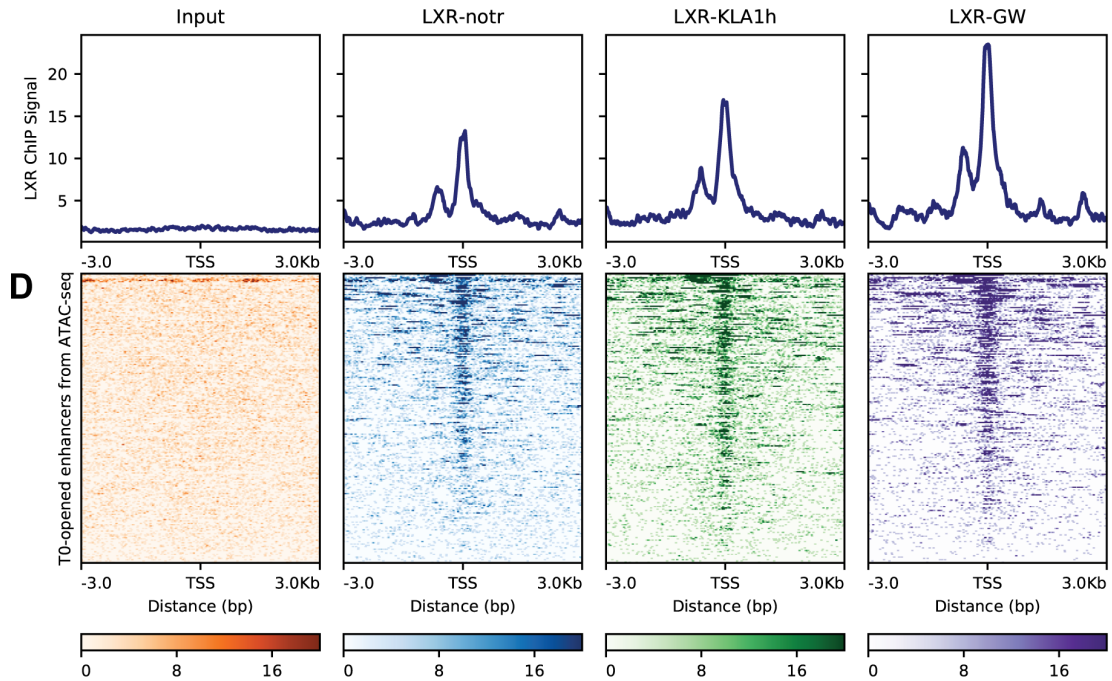 Input LXR-notr LXR-KLA1h LXR-GW
LXR ChIP Signal
20
15
10
5
-3.0 TSS 3.0Kb -3.0 TSS 3.0Kb -3.0 TSS 3.0Kb -3.0 TSS 3.0Kb
D
T0-opened enhancers from ATAC-seq
-3.0 TSS 3.0Kb -3.0 TSS 3.0Kb -3.0 TSS 3.0Kb -3.0 TSS 3.0Kb
Distance (bp) Distance (bp) Distance (bp) Distance (bp)
0 8 16 0 8 16 0 8 16 0 8 16